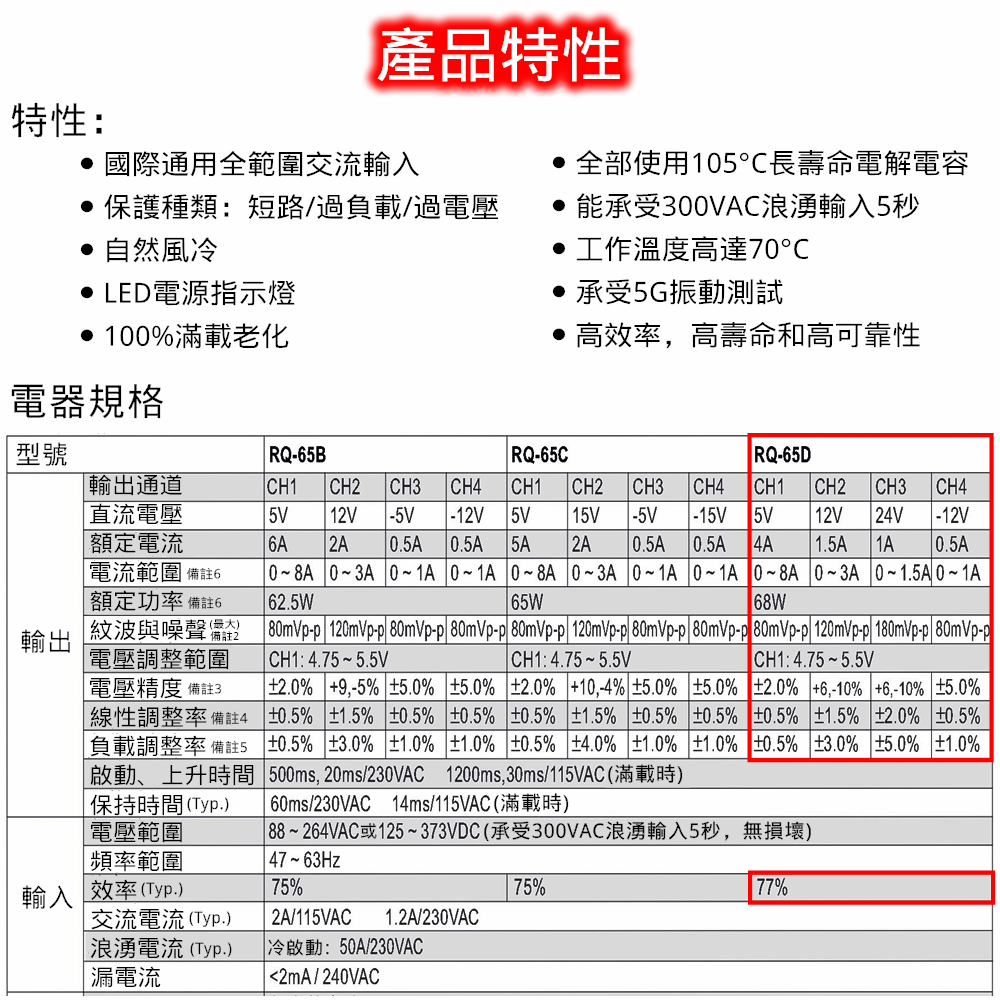 產品特性
特性：
● 國際通用全範圍交流輸入
● 保護種類：短路/過負載/過電壓
● 自然風冷
● LED電源指示燈
● 100%滿載老化
● 全部使用105°C長壽命電解電容
● 能承受300VAC浪湧輸入5秒
● 工作溫度高達70°C
● 承受5G振動測試
● 高效率，高壽命和高可靠性
電器規格
型號 RQ-65B RQ-65C RQ-65D
輸出
輸出通道 CH1 CH2 CH3 CH4 CH1 CH2 CH3 CH4 CH1 CH2 CH3 CH4
直流電壓 5V 12V -5V -12V 5V 15V -5V -15V 5V 12V 24V -12V
額定電流 6A 2A 0.5A 0.5A 5A 2A 0.5A 0.5A 4A 1.5A 1A 0.5A
電流範圍 備註6 0~8A 0~3A 0~1A 0~1A 0~8A 0~3A 0~1A 0~1A 0~8A 0~3A 0~1.5A 0~1A
額定功率 備註6 62.5W 65W 68W
紋波與噪聲 (最大) 備註2 80mVp-p 120mVp-p 80mVp-p 80mVp-p 80mVp-p 120mVp-p 80mVp-p 80mVp-p 80mVp-p 120mVp-p 180mVp-p 80mVp-p
電壓調整範圍 CH1: 4.75~5.5V CH1: 4.75~5.5V CH1: 4.75~5.5V
電壓精度 備註3 ±2.0% +9,-5% ±5.0% ±5.0% ±2.0% +10,-4% ±5.0% ±5.0% ±2.0% +6,-10% +6,-10% ±5.0%
線性調整率 備註4 ±0.5% ±1.5% ±0.5% ±0.5% ±0.5% ±1.5% ±0.5% ±0.5% ±0.5% ±1.5% ±2.0% ±0.5%
負載調整率 備註5 ±0.5% ±3.0% ±1.0% ±1.0% ±0.5% ±4.0% ±1.0% ±1.0% ±0.5% ±3.0% ±5.0% ±1.0%
啟動、上升時間 500ms, 20ms/230VAC 1200ms,30ms/115VAC(滿載時)
保持時間(Typ.) 60ms/230VAC 14ms/115VAC(滿載時)
輸入
電壓範圍 88~264VAC或125~373VDC(承受300VAC浪湧輸入5秒，無損壞)
頻率範圍 47~63Hz
效率(Typ.) 75% 75% 77%
交流電流(Typ.) 2A/115VAC 1.2A/230VAC
浪湧電流(Typ.) 冷啟動：50A/230VAC
漏電流 <2mA / 240VAC